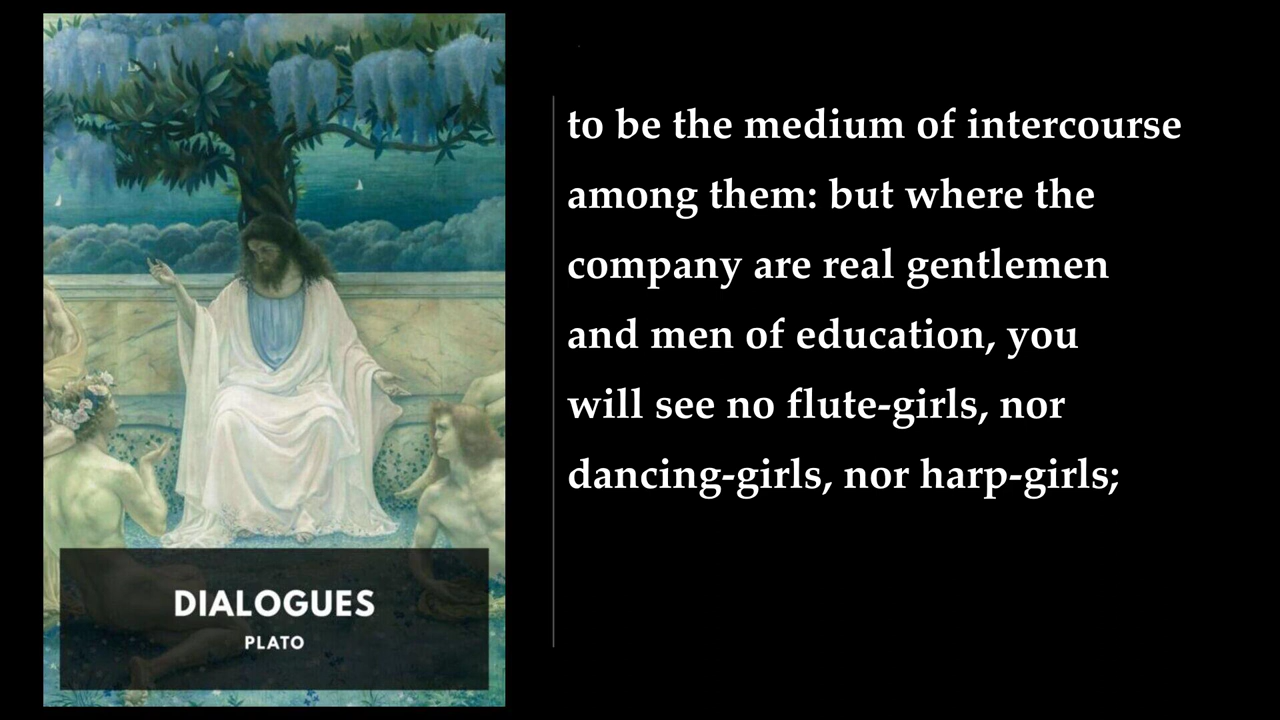 DIALOGUES
PLATO
to be the medium of intercourse
among them: but where the
company are real gentlemen
and men of education, you
will see no flute-girls, nor
dancing-girls, nor harp-girls;